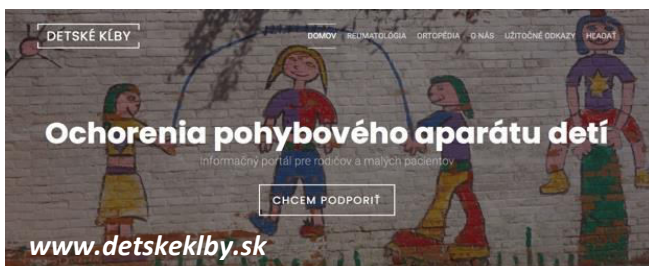 DETSKÉ KĹBY
DOMOV REUMATOLÓGIA ORTOPÉDIA O NÁS UŽITOČNÉ ODKAZY HĽADAŤ
Ochorenia pohybového aparátu detí
Informačný portál pre rodičov a malých pacientov
CHCEM PODPORIŤ
www.detskeklby.sk